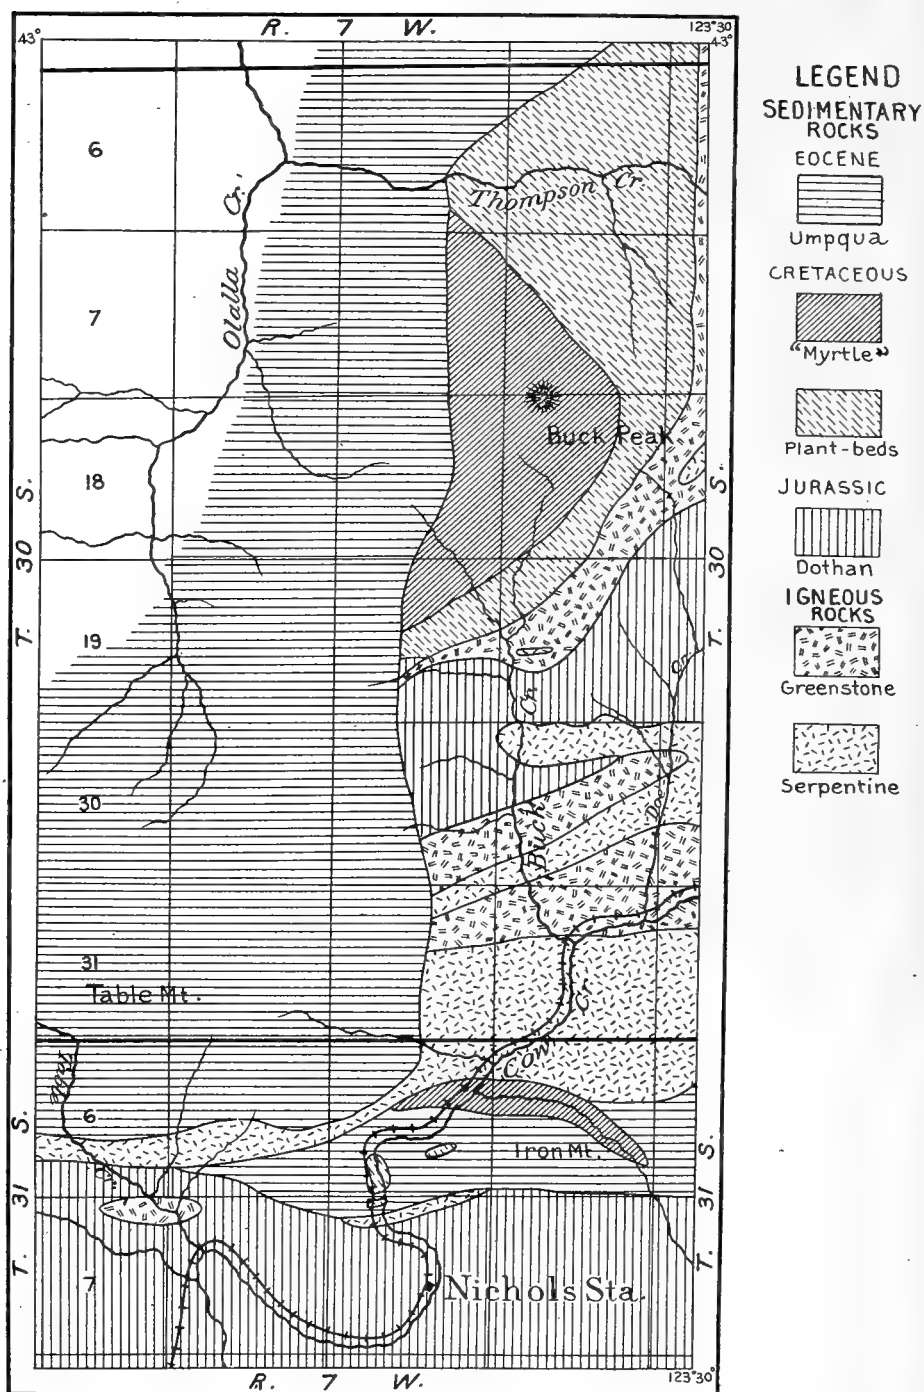 R. 7 W.
123°30'
43°
43°
LEGEND
SEDIMENTARY
ROCKS
EOCENE
Umpqua
CRETACEOUS
"Myrtle"
Plant-beds
JURASSIC
Dothan
IGNEOUS
ROCKS
Greenstone
Serpentine
6
Thompson Cr
Olalla Cr.
7
Buck Peak
18
T. 30 S.
T. 30 S.
19
Cr.
30
Doe
Buck Cr.
31
Table Mt.
Cow Cr
6
Iron Mt.
T. 31 S.
T. 31 S.
7
Nichols Sta.
R. 7 W.
123°30'